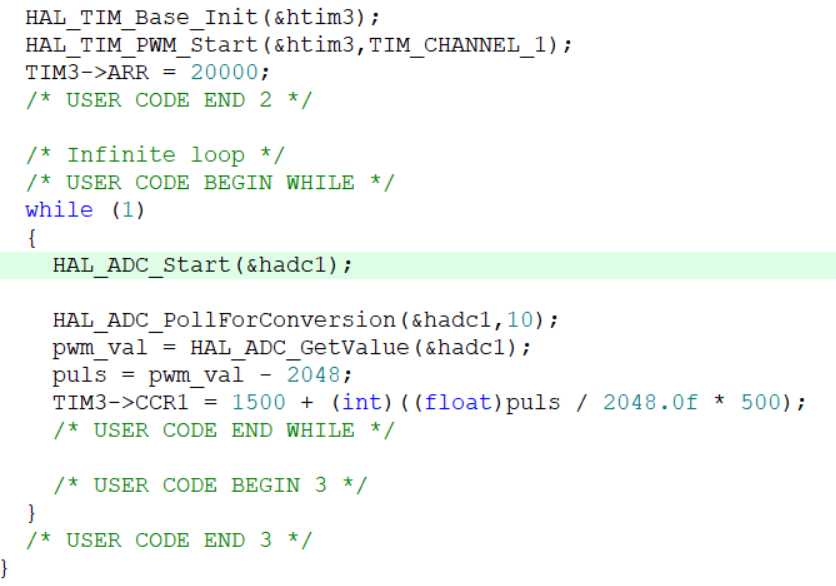 HAL_TIM_Base_Init(&htim3);
HAL_TIM_PWM_Start(&htim3,TIM_CHANNEL_1);
TIM3->ARR = 20000;
/* USER CODE END 2 */
/* Infinite loop */
/* USER CODE BEGIN WHILE */
while (1)
{
HAL_ADC_Start(&hadc1);
HAL_ADC_PollForConversion(&hadc1,10);
pwm_val = HAL_ADC_GetValue(&hadc1);
puls = pwm_val - 2048;
TIM3->CCR1 = 1500 + (int)((float)puls / 2048.0f * 500);
/* USER CODE END WHILE */
/* USER CODE BEGIN 3 */
}
/* USER CODE END 3 */
}